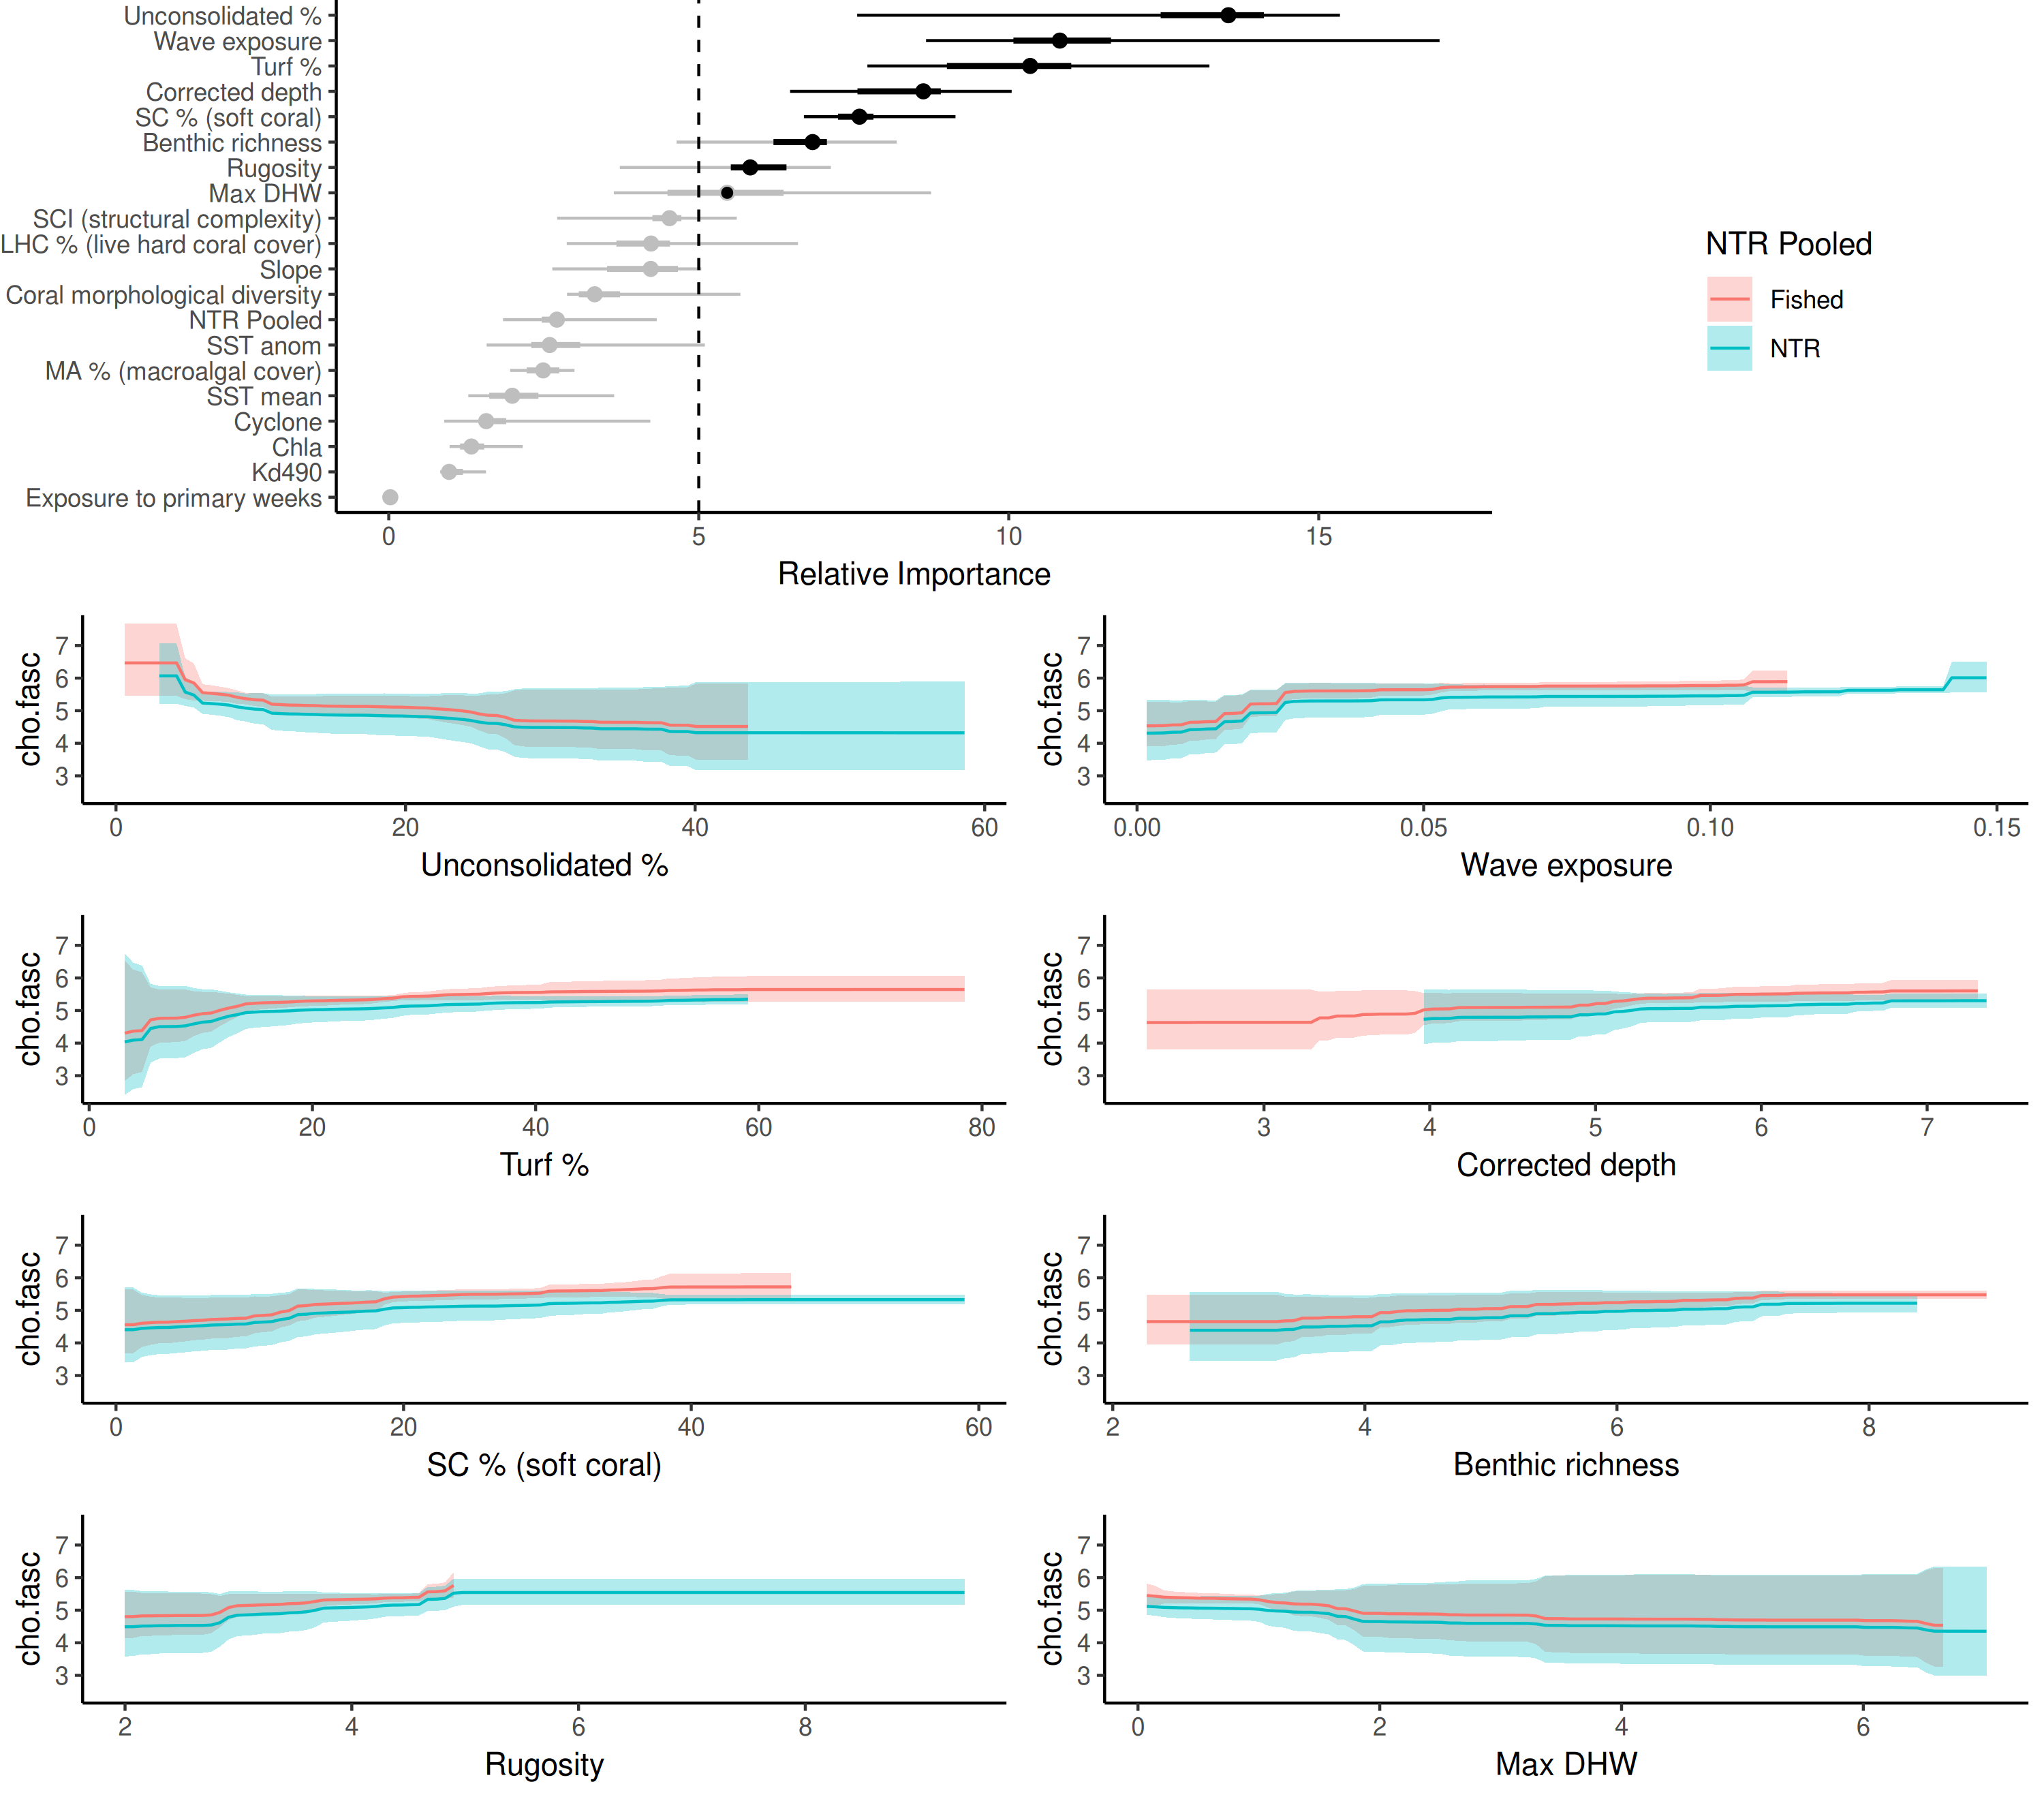 Unconsolidated %
Wave exposure
Turf %
Corrected depth
SC % (soft coral)
Benthic richness
Rugosity
Max DHW
SCI (structural complexity)
LHC % (live hard coral cover)
Slope
Coral morphological diversity
NTR Pooled
SST anom
MA % (macroalgal cover)
SST mean
Cyclone
Chla
Kd490
Exposure to primary weeks
0 5 10 15
Relative Importance
NTR Pooled
Fished
NTR
cho.fasc
7
6
5
4
3
0 20 40 60
Unconsolidated %
cho.fasc
7
6
5
4
3
0.00 0.05 0.10 0.15
Wave exposure
cho.fasc
7
6
5
4
3
0 20 40 60 80
Turf %
cho.fasc
7
6
5
4
3
3 4 5 6 7
Corrected depth
cho.fasc
7
6
5
4
3
0 20 40 60
SC % (soft coral)
cho.fasc
7
6
5
4
3
2 4 6 8
Benthic richness
cho.fasc
7
6
5
4
3
2 4 6 8
Rugosity
cho.fasc
7
6
5
4
3
0 2 4 6
Max DHW